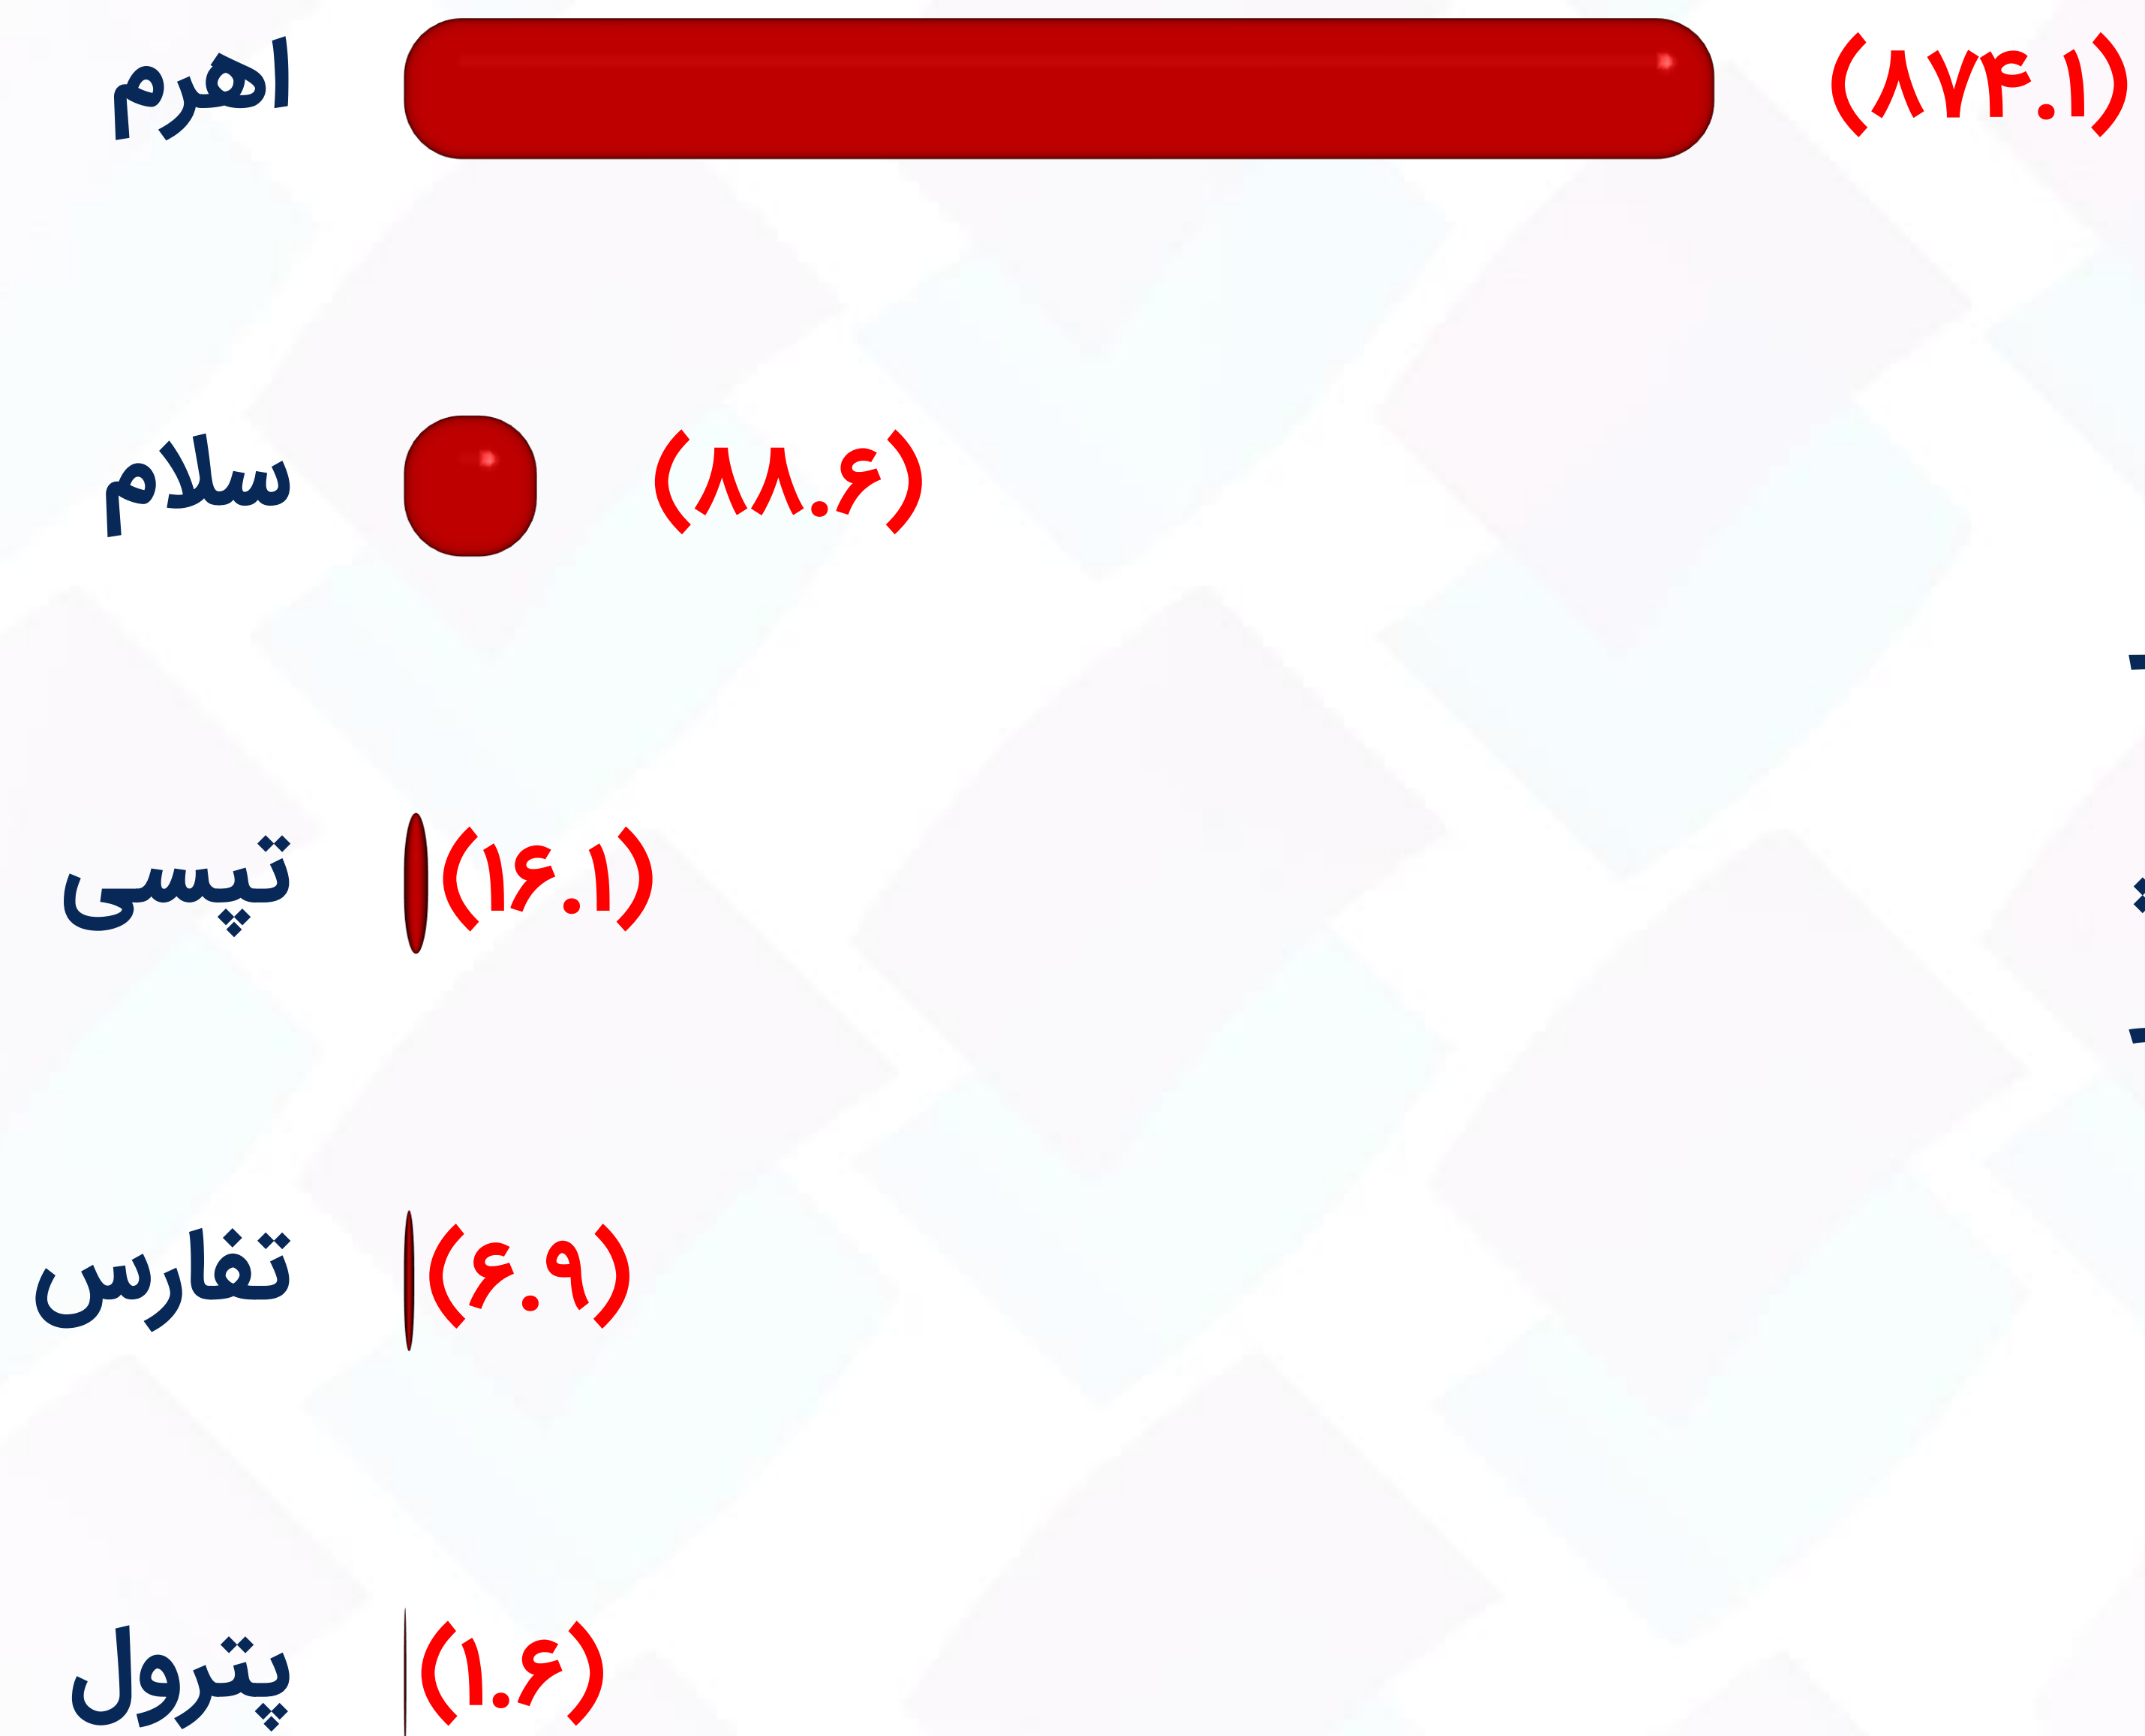 اهرم (۸۷۴.۱)
سلام (۸۸.۶)
تپسی (۱۶.۱)
تفارس (۶.۹)
پترول (۱.۶)